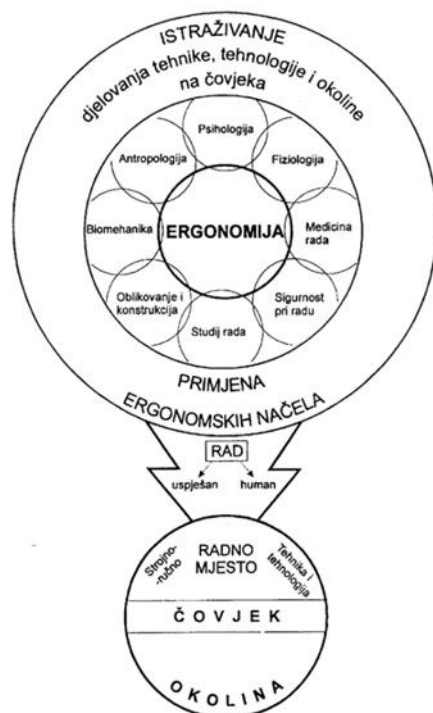 ISTRAŽIVANJE
djelovanja tehnike, tehnologije i okoline
na čovjeka
Psihologija
Antropologija
Fiziologija
Biomehanika
ERGONOMIJA
Medicina
rada
Oblikovanje i
konstrukcija
Sigurnost
pri radu
Studij rada
PRIMJENA
ERGONOMSKIH NAČELA
RAD
uspješan
human
Strojno-
-ručno
RADNO
MJESTO
Tehnika i
tehnologija
ČOVJEK
OKOLINA